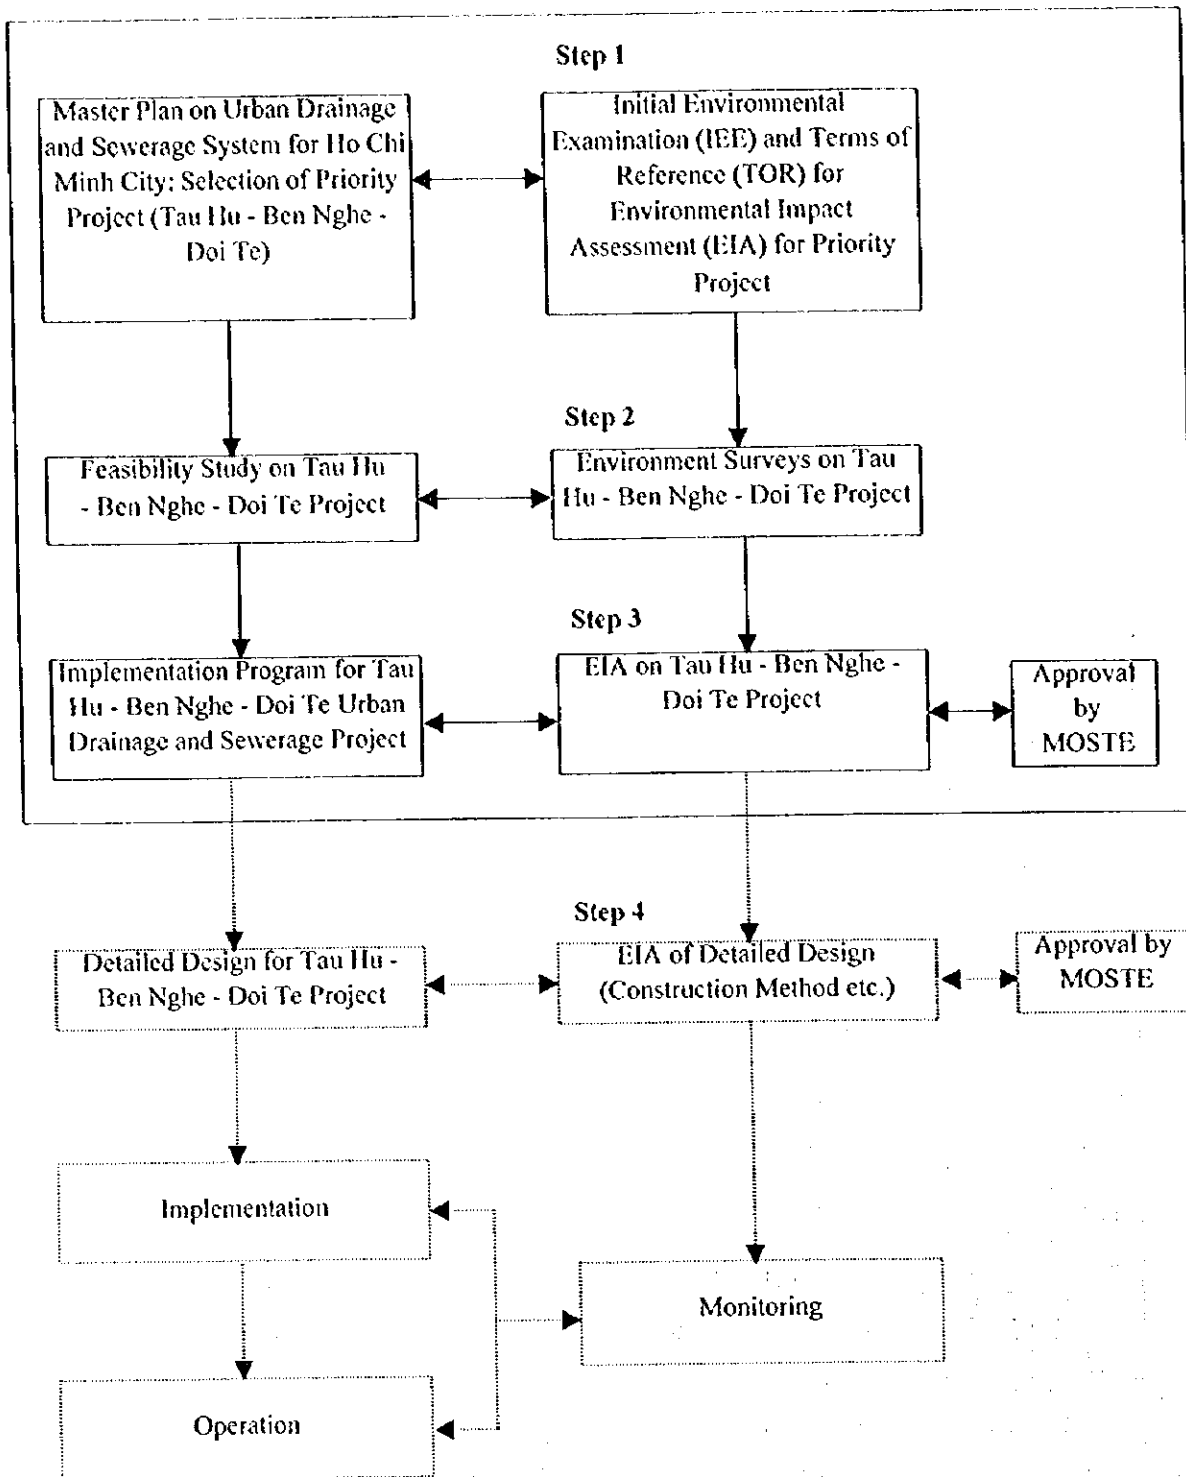 Step 1
Master Plan on Urban Drainage
and Sewerage System for Ho Chi
Minh City: Selection of Priority
Project (Tau Hu - Ben Nghe -
Doi Te)
Initial Environmental
Examination (IEE) and Terms of
Reference (TOR) for
Environmental Impact
Assessment (EIA) for Priority
Project
Step 2
Feasibility Study on Tau Hu
- Ben Nghe - Doi Te Project
Environment Surveys on Tau
Hu - Ben Nghe - Doi Te Project
Step 3
Implementation Program for Tau
Hu - Ben Nghe - Doi Te Urban
Drainage and Sewerage Project
EIA on Tau Hu - Ben Nghe -
Doi Te Project
Approval
by
MOSTE
Step 4
Detailed Design for Tau Hu -
Ben Nghe - Doi Te Project
EIA of Detailed Design
(Construction Method etc.)
Approval by
MOSTE
Implementation
Monitoring
Operation